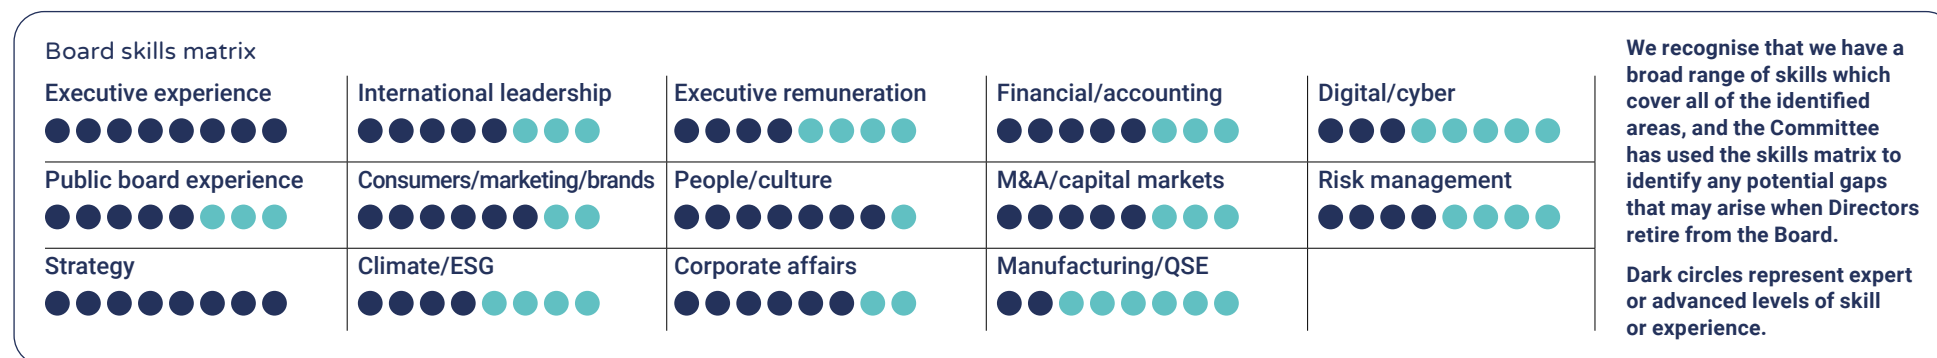 Board skills matrix
Executive experience
International leadership
Executive remuneration
Financial/accounting
Digital/cyber
Public board experience
Consumers/marketing/brands
People/culture
M&A/capital markets
Risk management
Strategy
Climate/ESG
Corporate affairs
Manufacturing/QSE
We recognise that we have a
broad range of skills which
cover all of the identified
areas, and the Committee
has used the skills matrix to
identify any potential gaps
that may arise when Directors
retire from the Board.
Dark circles represent expert
or advanced levels of skill
or experience.